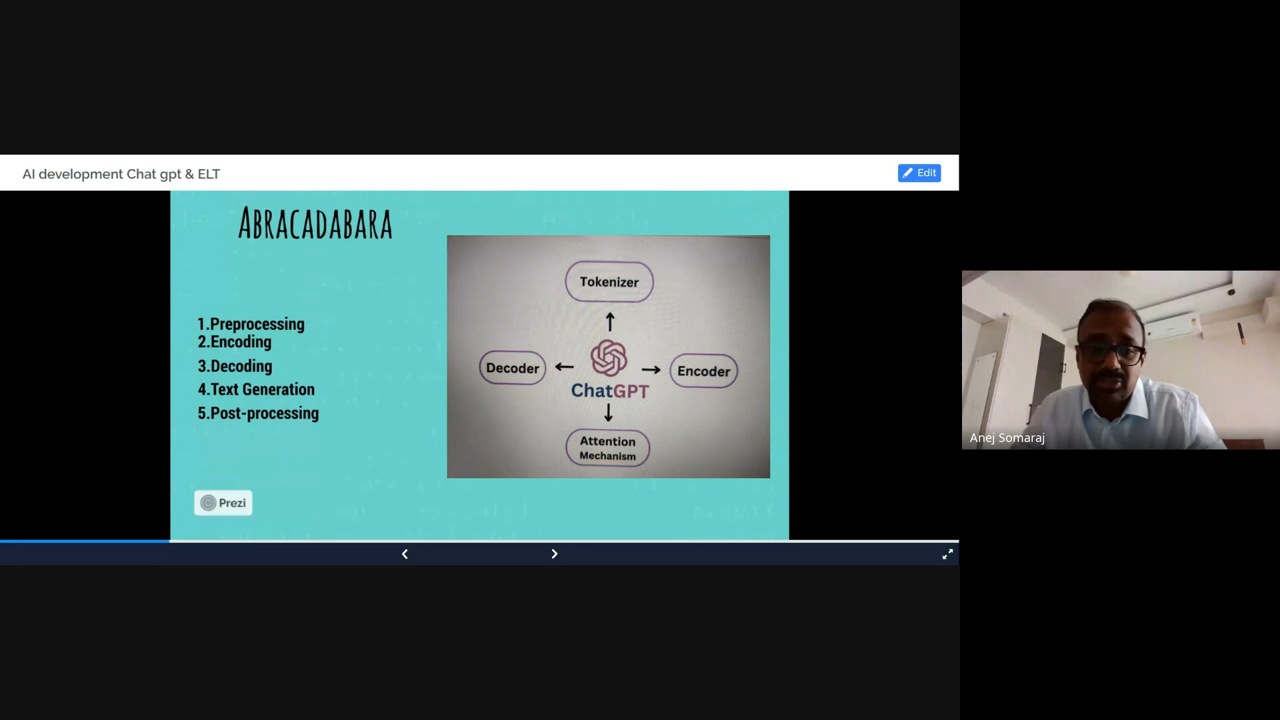 AI development Chat gpt & ELT
Edit
ABRACADABARA
1.Preprocessing
2.Encoding
3.Decoding
4.Text Generation
5.Post-processing
Tokenizer
Decoder
Encoder
ChatGPT
Attention
Mechanism
Prezi
Anej Somaraj